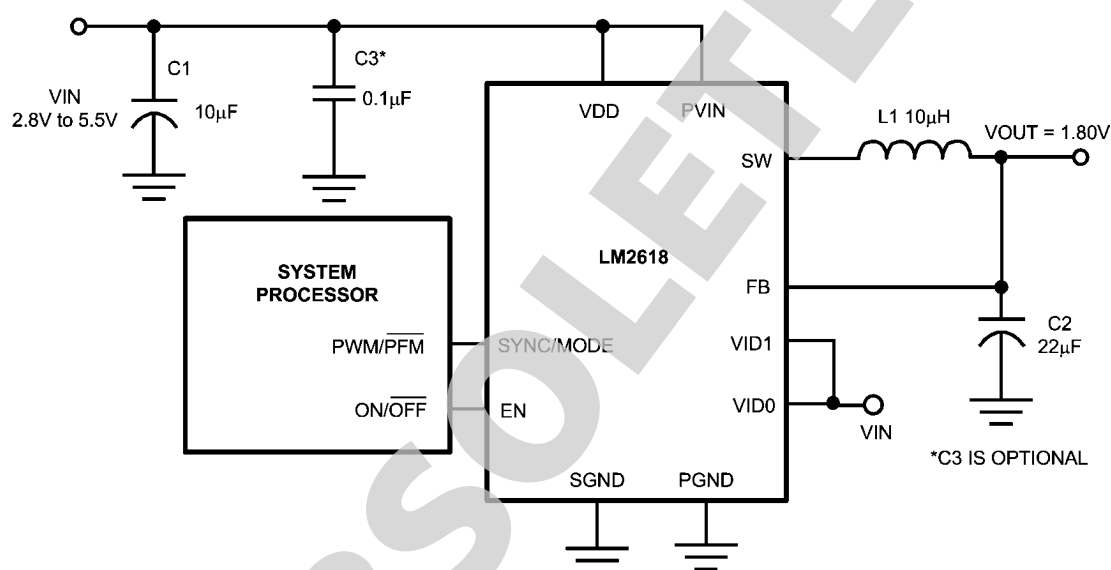 C1
10μF
VIN
2.8V to 5.5V
C3*
0.1μF
VDD
PVIN
SW
L1 10μH
VOUT = 1.80V
LM2618
FB
C2
22μF
VID1
VID0
VIN
*C3 IS OPTIONAL
SYSTEM
PROCESSOR
PWM/PFM
ON/OFF
SYNC/MODE
EN
SGND
PGND
SOLETE